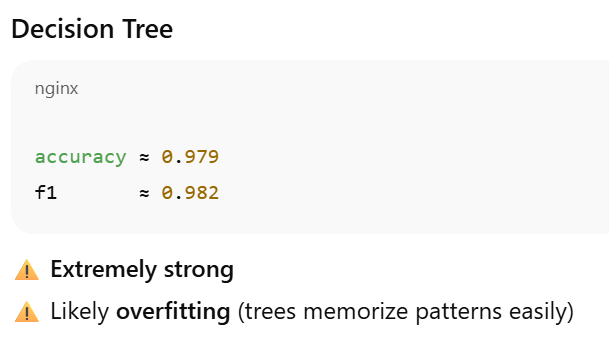 Decision Tree
nginx
accuracy ≈ 0.979
f1       ≈ 0.982
⚠️ Extremely strong
⚠️ Likely overfitting (trees memorize patterns easily)